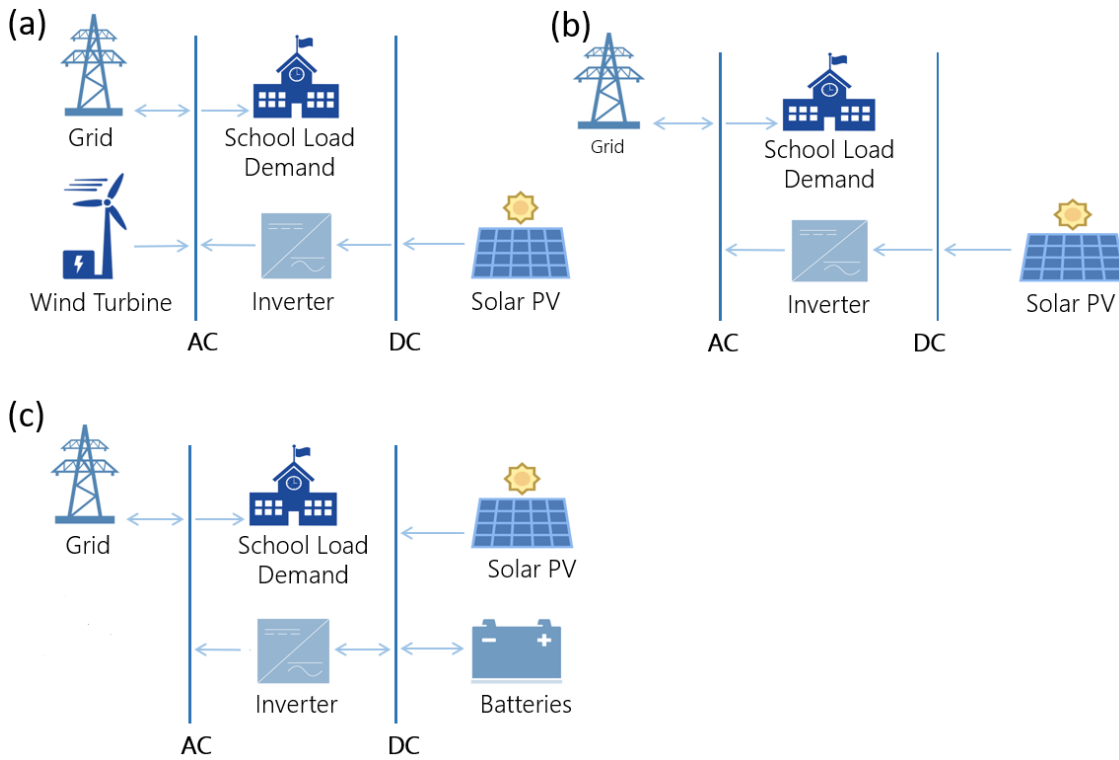 (a)
Grid
School Load
Demand
Wind Turbine
Inverter
Solar PV
AC
DC
(b)
Grid
School Load
Demand
Inverter
Solar PV
AC
DC
(c)
Grid
School Load
Demand
Solar PV
Inverter
Batteries
AC
DC